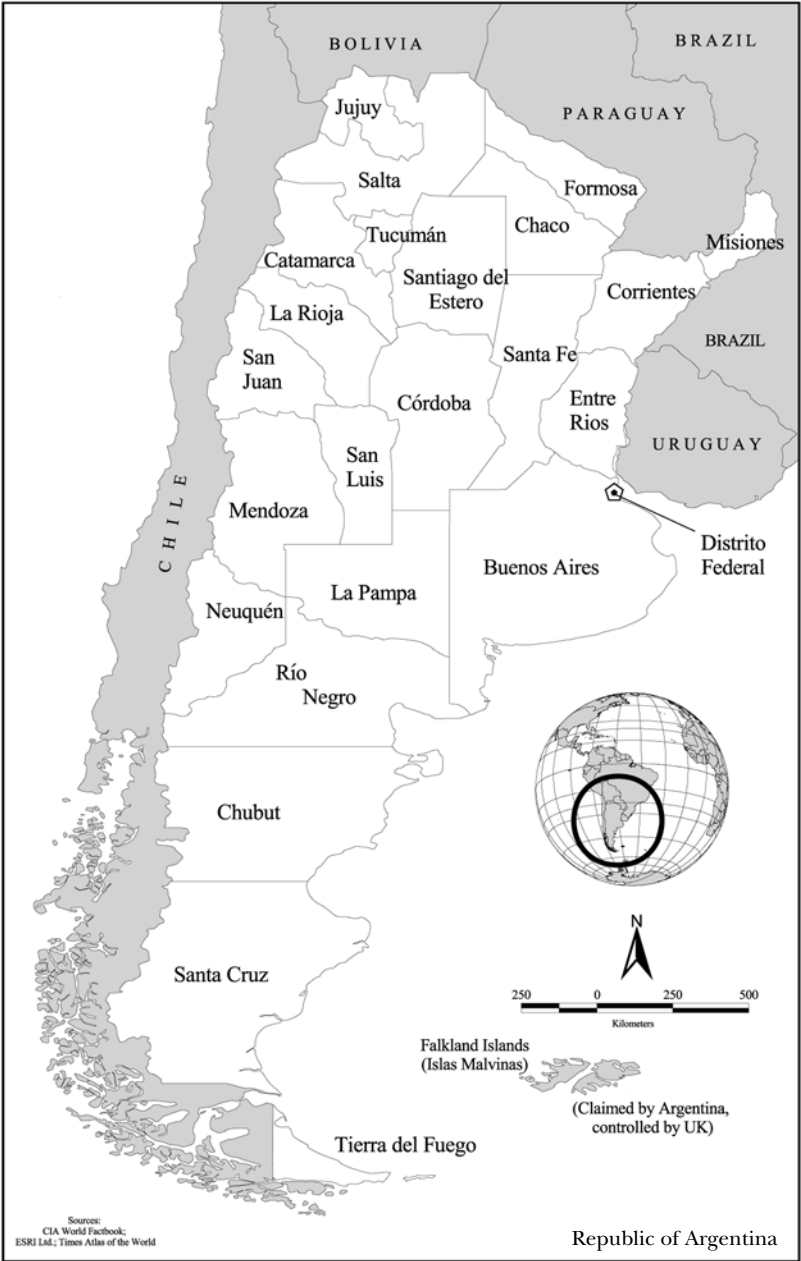 BOLIVIA
BRAZIL
Jujuy
PARAGUAY
Salta
Formosa
Chaco
Tucumán
Misiones
Catamarca
Santiago del
Estero
Corrientes
La Rioja
BRAZIL
San
Juan
Santa Fe
Córdoba
Entre
Rios
URUGUAY
San
Luis
Mendoza
CHILE
Distrito
Federal
Buenos Aires
La Pampa
Neuquén
Río
Negro
Chubut
N
Santa Cruz
250 0 250 500
Kilometers
Falkland Islands
(Islas Malvinas)
(Claimed by Argentina,
controlled by UK)
Tierra del Fuego
Sources:
CIA World Factbook;
ESRI Ltd.; Times Atlas of the World
Republic of Argentina